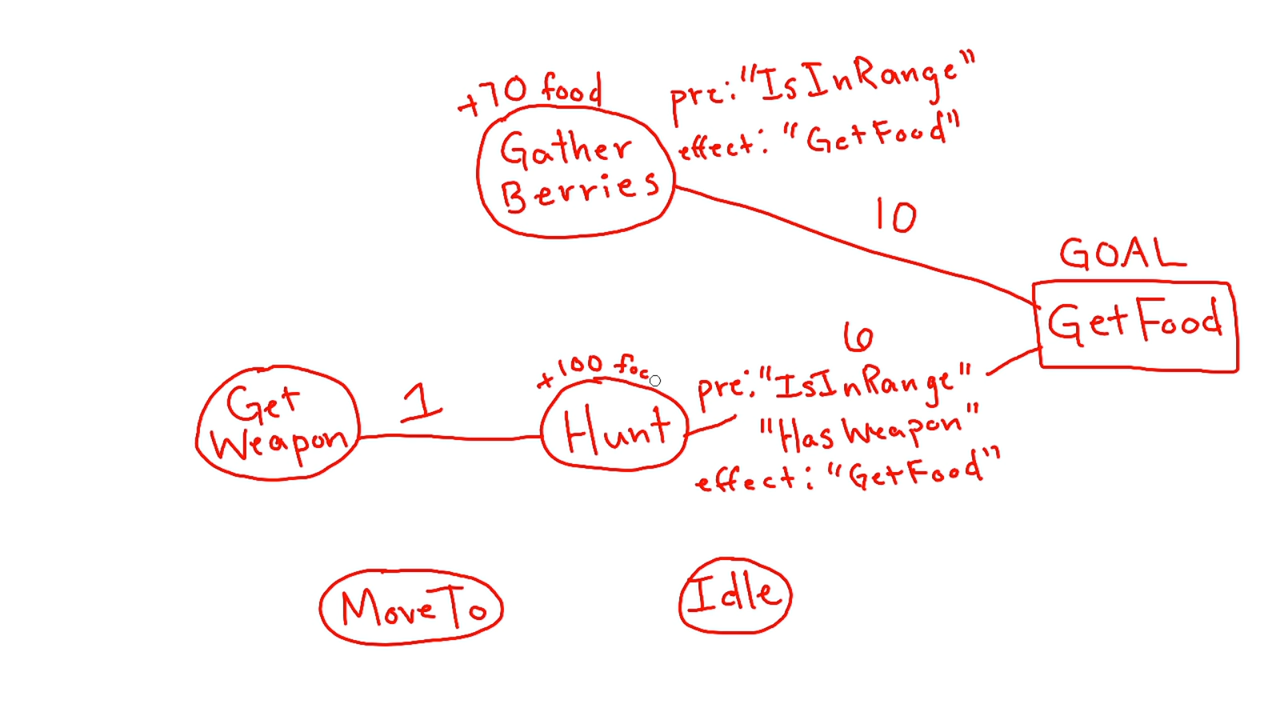 +70 food
Gather
Berries
pre: "IsInRange"
effect: "GetFood"
10
GOAL
GetFood
6
+100
Hunt
pre: "IsInRange"
"HasWeapon"
effect: "GetFood"
Get
Weapon
1
MoveTo
Idle